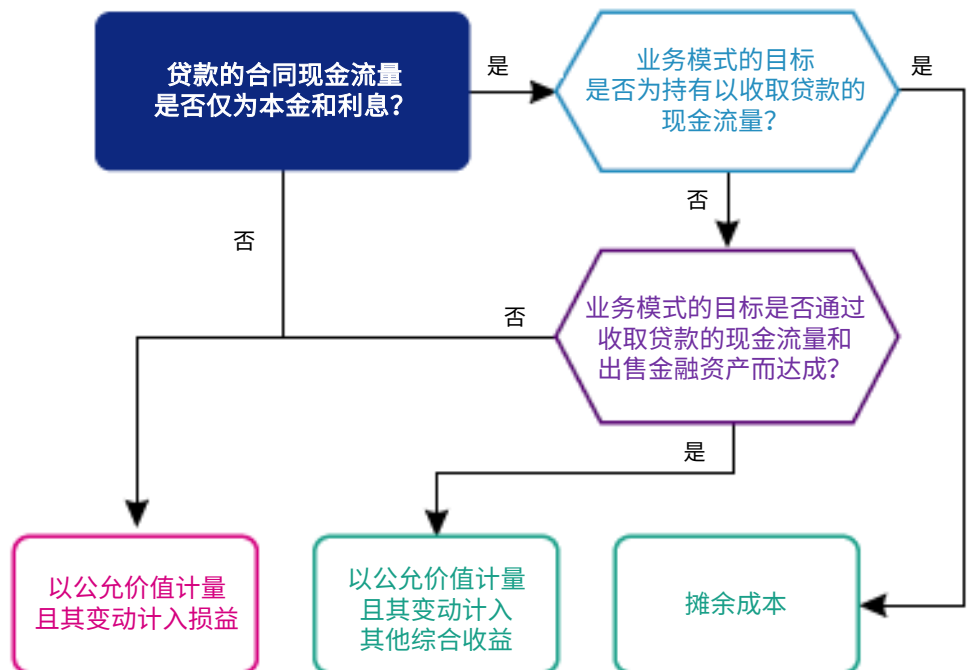 贷款的合同现金流量
是否仅为本金和利息？
是
业务模式的目标
是否为持有以收取贷款的
现金流量？
是
否
否
业务模式的目标是否通过
收取贷款的现金流量和
出售金融资产而达成？
否
是
以公允价值计量
且其变动计入损益
以公允价值计量
且其变动计入
其他综合收益
摊余成本